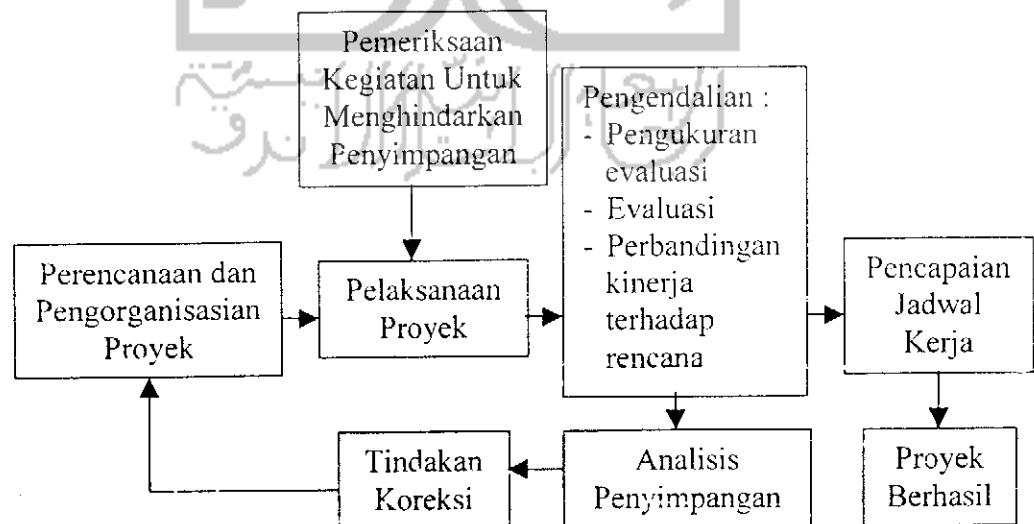 Pemeriksaan
Kegiatan Untuk
Menghindarkan
Penyimpangan
Pengendalian :
- Pengukuran
evaluasi
- Evaluasi
- Perbandingan
kinerja
terhadap
rencana
Perencanaan dan
Pengorganisasian
Proyek
Pelaksanaan
Proyek
Pencapaian
Jadwal
Kerja
Tindakan
Koreksi
Analisis
Penyimpangan
Proyek
Berhasil